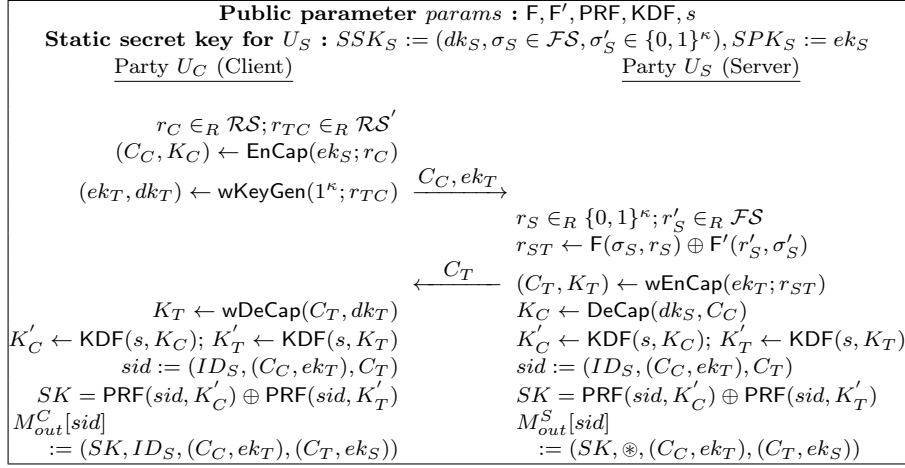 Public parameter params : F, F', PRF, KDF, s
Static secret key for U_S : SSK_S := (dk_S, σ_S ∈ FS, σ'_S ∈ {0, 1}^κ), SPK_S := ek_S
Party U_C (Client) Party U_S (Server)
r_C ∈_R RS; r_TC ∈_R RS'
(C_C, K_C) ← EnCap(ek_S; r_C)
(ek_T, dk_T) ← wKeyGen(1^κ; r_TC) C_C, ek_T →
r_S ∈_R {0, 1}^κ; r'_S ∈_R FS
r_ST ← F(σ_S, r_S) ⊕ F'(r'_S, σ'_S)
← C_T (C_T, K_T) ← wEnCap(ek_T; r_ST)
K_T ← wDeCap(C_T, dk_T) K_C ← DeCap(dk_S, C_C)
K'_C ← KDF(s, K_C); K'_T ← KDF(s, K_T) K'_C ← KDF(s, K_C); K'_T ← KDF(s, K_T)
sid := (ID_S, (C_C, ek_T), C_T) sid := (ID_S, (C_C, ek_T), C_T)
SK = PRF(sid, K'_C) ⊕ PRF(sid, K'_T) SK = PRF(sid, K'_C) ⊕ PRF(sid, K'_T)
M^C_out[sid] M^S_out[sid]
:= (SK, ID_S, (C_C, ek_T), (C_T, ek_S)) := (SK, ⊛, (C_C, ek_T), (C_T, ek_S))